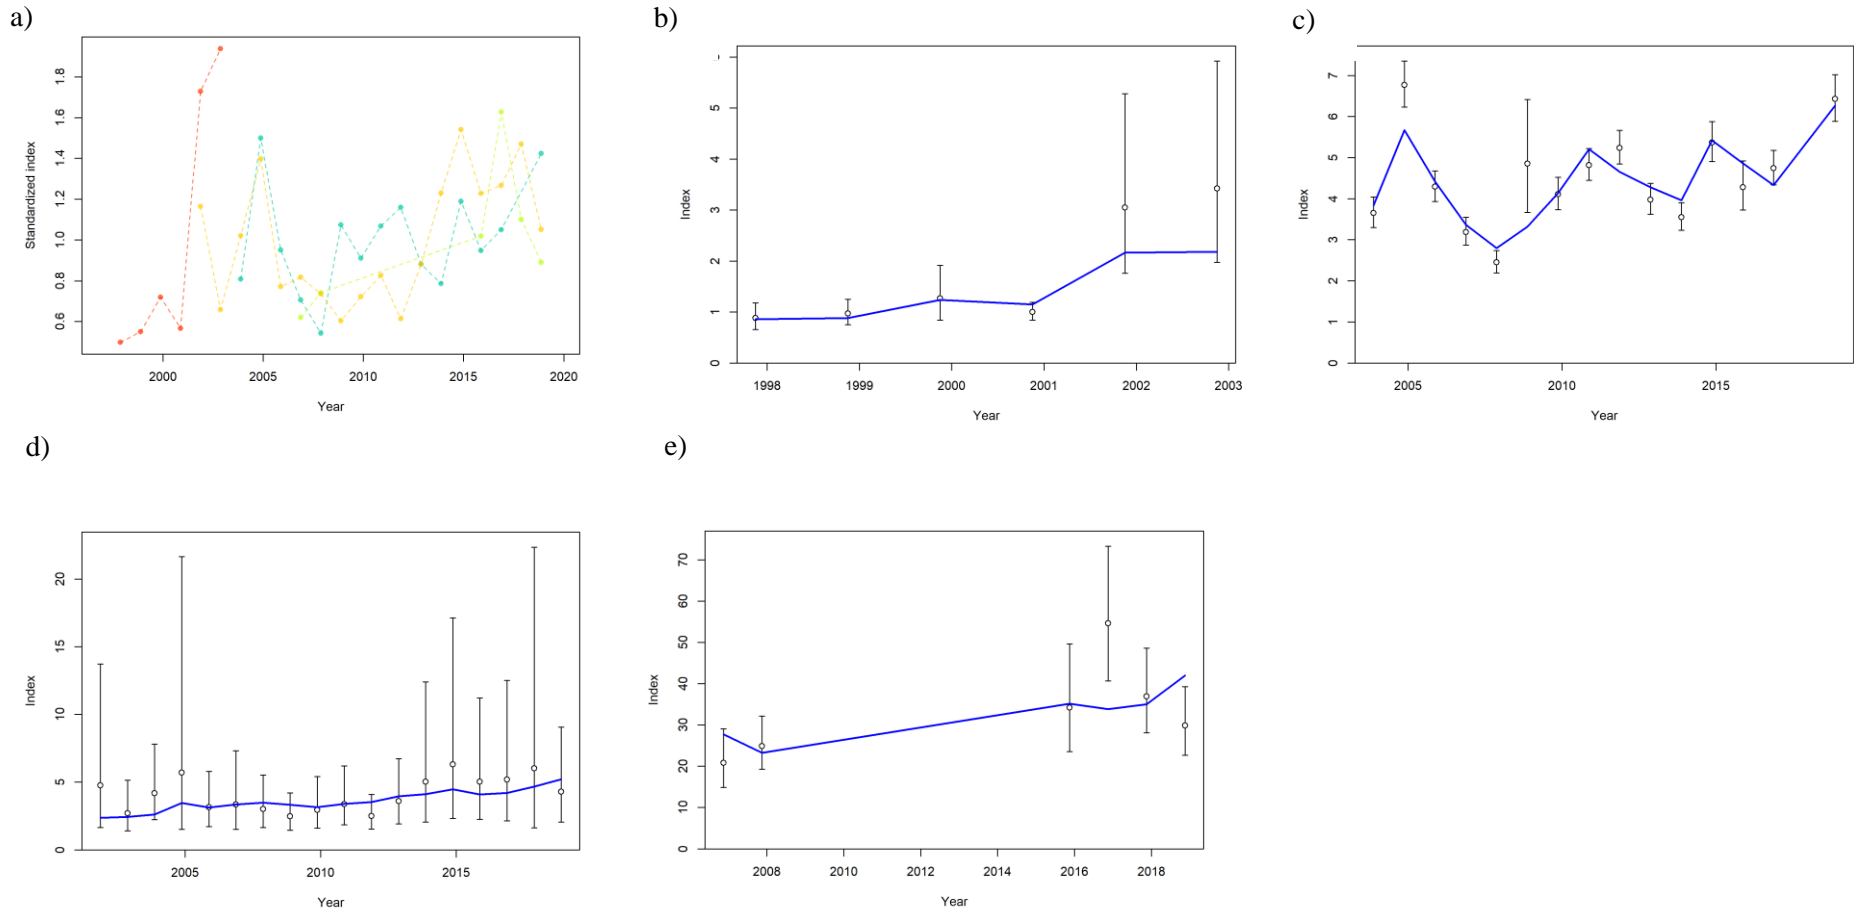 a)
Standardized index
0.6 0.8 1.0 1.2 1.4 1.6 1.8
2000 2005 2010 2015 2020
Year
b)
Index
0 1 2 3 4 5
1998 1999 2000 2001 2002 2003
Year
c)
Index
0 1 2 3 4 5 6 7
2005 2010 2015
Year
d)
Index
0 5 10 15 20
2005 2010 2015
Year
e)
Index
0 10 20 30 40 50 60 70
2008 2010 2012 2014 2016 2018
Year